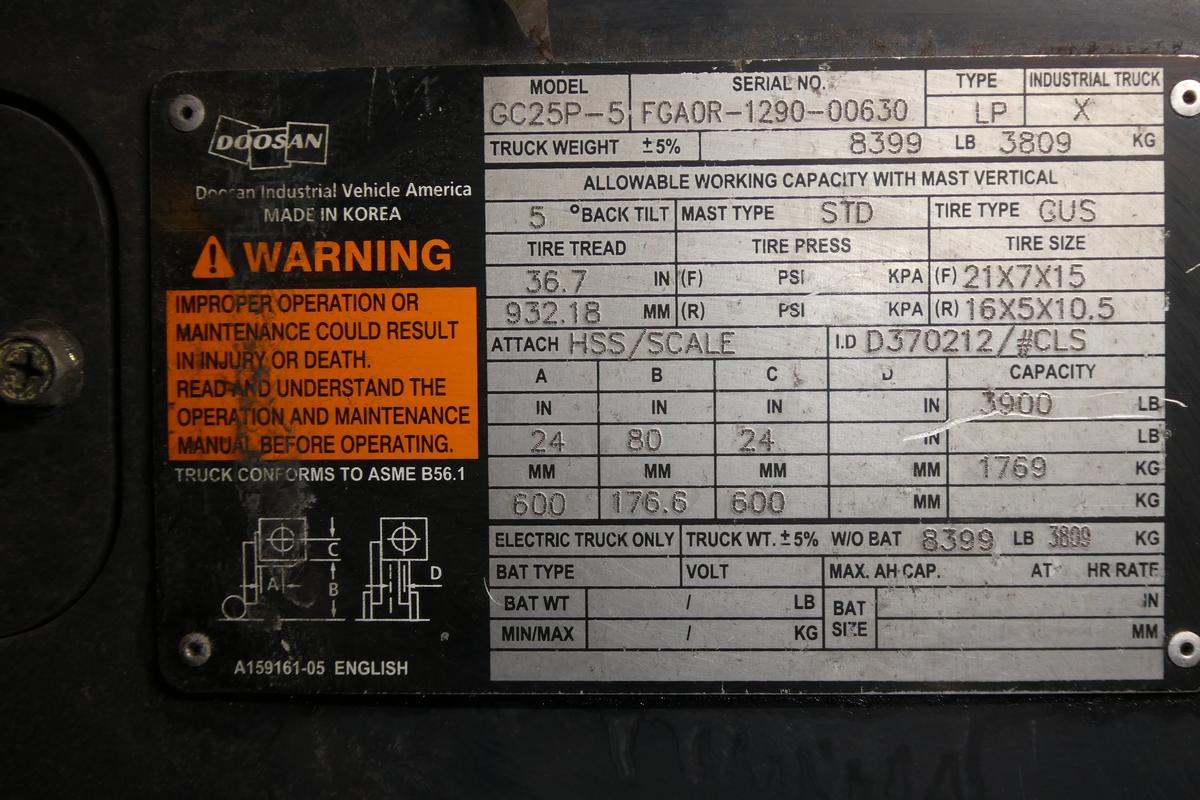 DOOSAN
Doosan Industrial Vehicle America
MADE IN KOREA
WARNING
IMPROPER OPERATION OR
MAINTENANCE COULD RESULT
IN INJURY OR DEATH.
READ AND UNDERSTAND THE
OPERATION AND MAINTENANCE
MANUAL BEFORE OPERATING.
TRUCK CONFORMS TO ASME B56.1
C
A
B
D
A159161-05 ENGLISH
MODEL SERIAL NO. TYPE INDUSTRIAL TRUCK
GC25P-5 FGA0R-1290-00630 LP X
TRUCK WEIGHT ±5% 8399 LB 3809 KG
ALLOWABLE WORKING CAPACITY WITH MAST VERTICAL
5 °BACK TILT MAST TYPE STD TIRE TYPE CUS
TIRE TREAD TIRE PRESS TIRE SIZE
36.7 IN (F) PSI KPA (F) 21X7X15
932.18 MM (R) PSI KPA (R) 16X5X10.5
ATTACH HSS/SCALE I.D D370212/#CLS
A B C D CAPACITY
IN IN IN IN 3900 LB
24 80 24 IN LB
MM MM MM MM 1769 KG
600 176.6 600 MM KG
ELECTRIC TRUCK ONLY TRUCK WT. ±5% W/O BAT 8399 LB 3809 KG
BAT TYPE VOLT MAX. AH CAP. AT HR RATE
BAT WT / LB BAT SIZE IN
MIN/MAX / KG MM